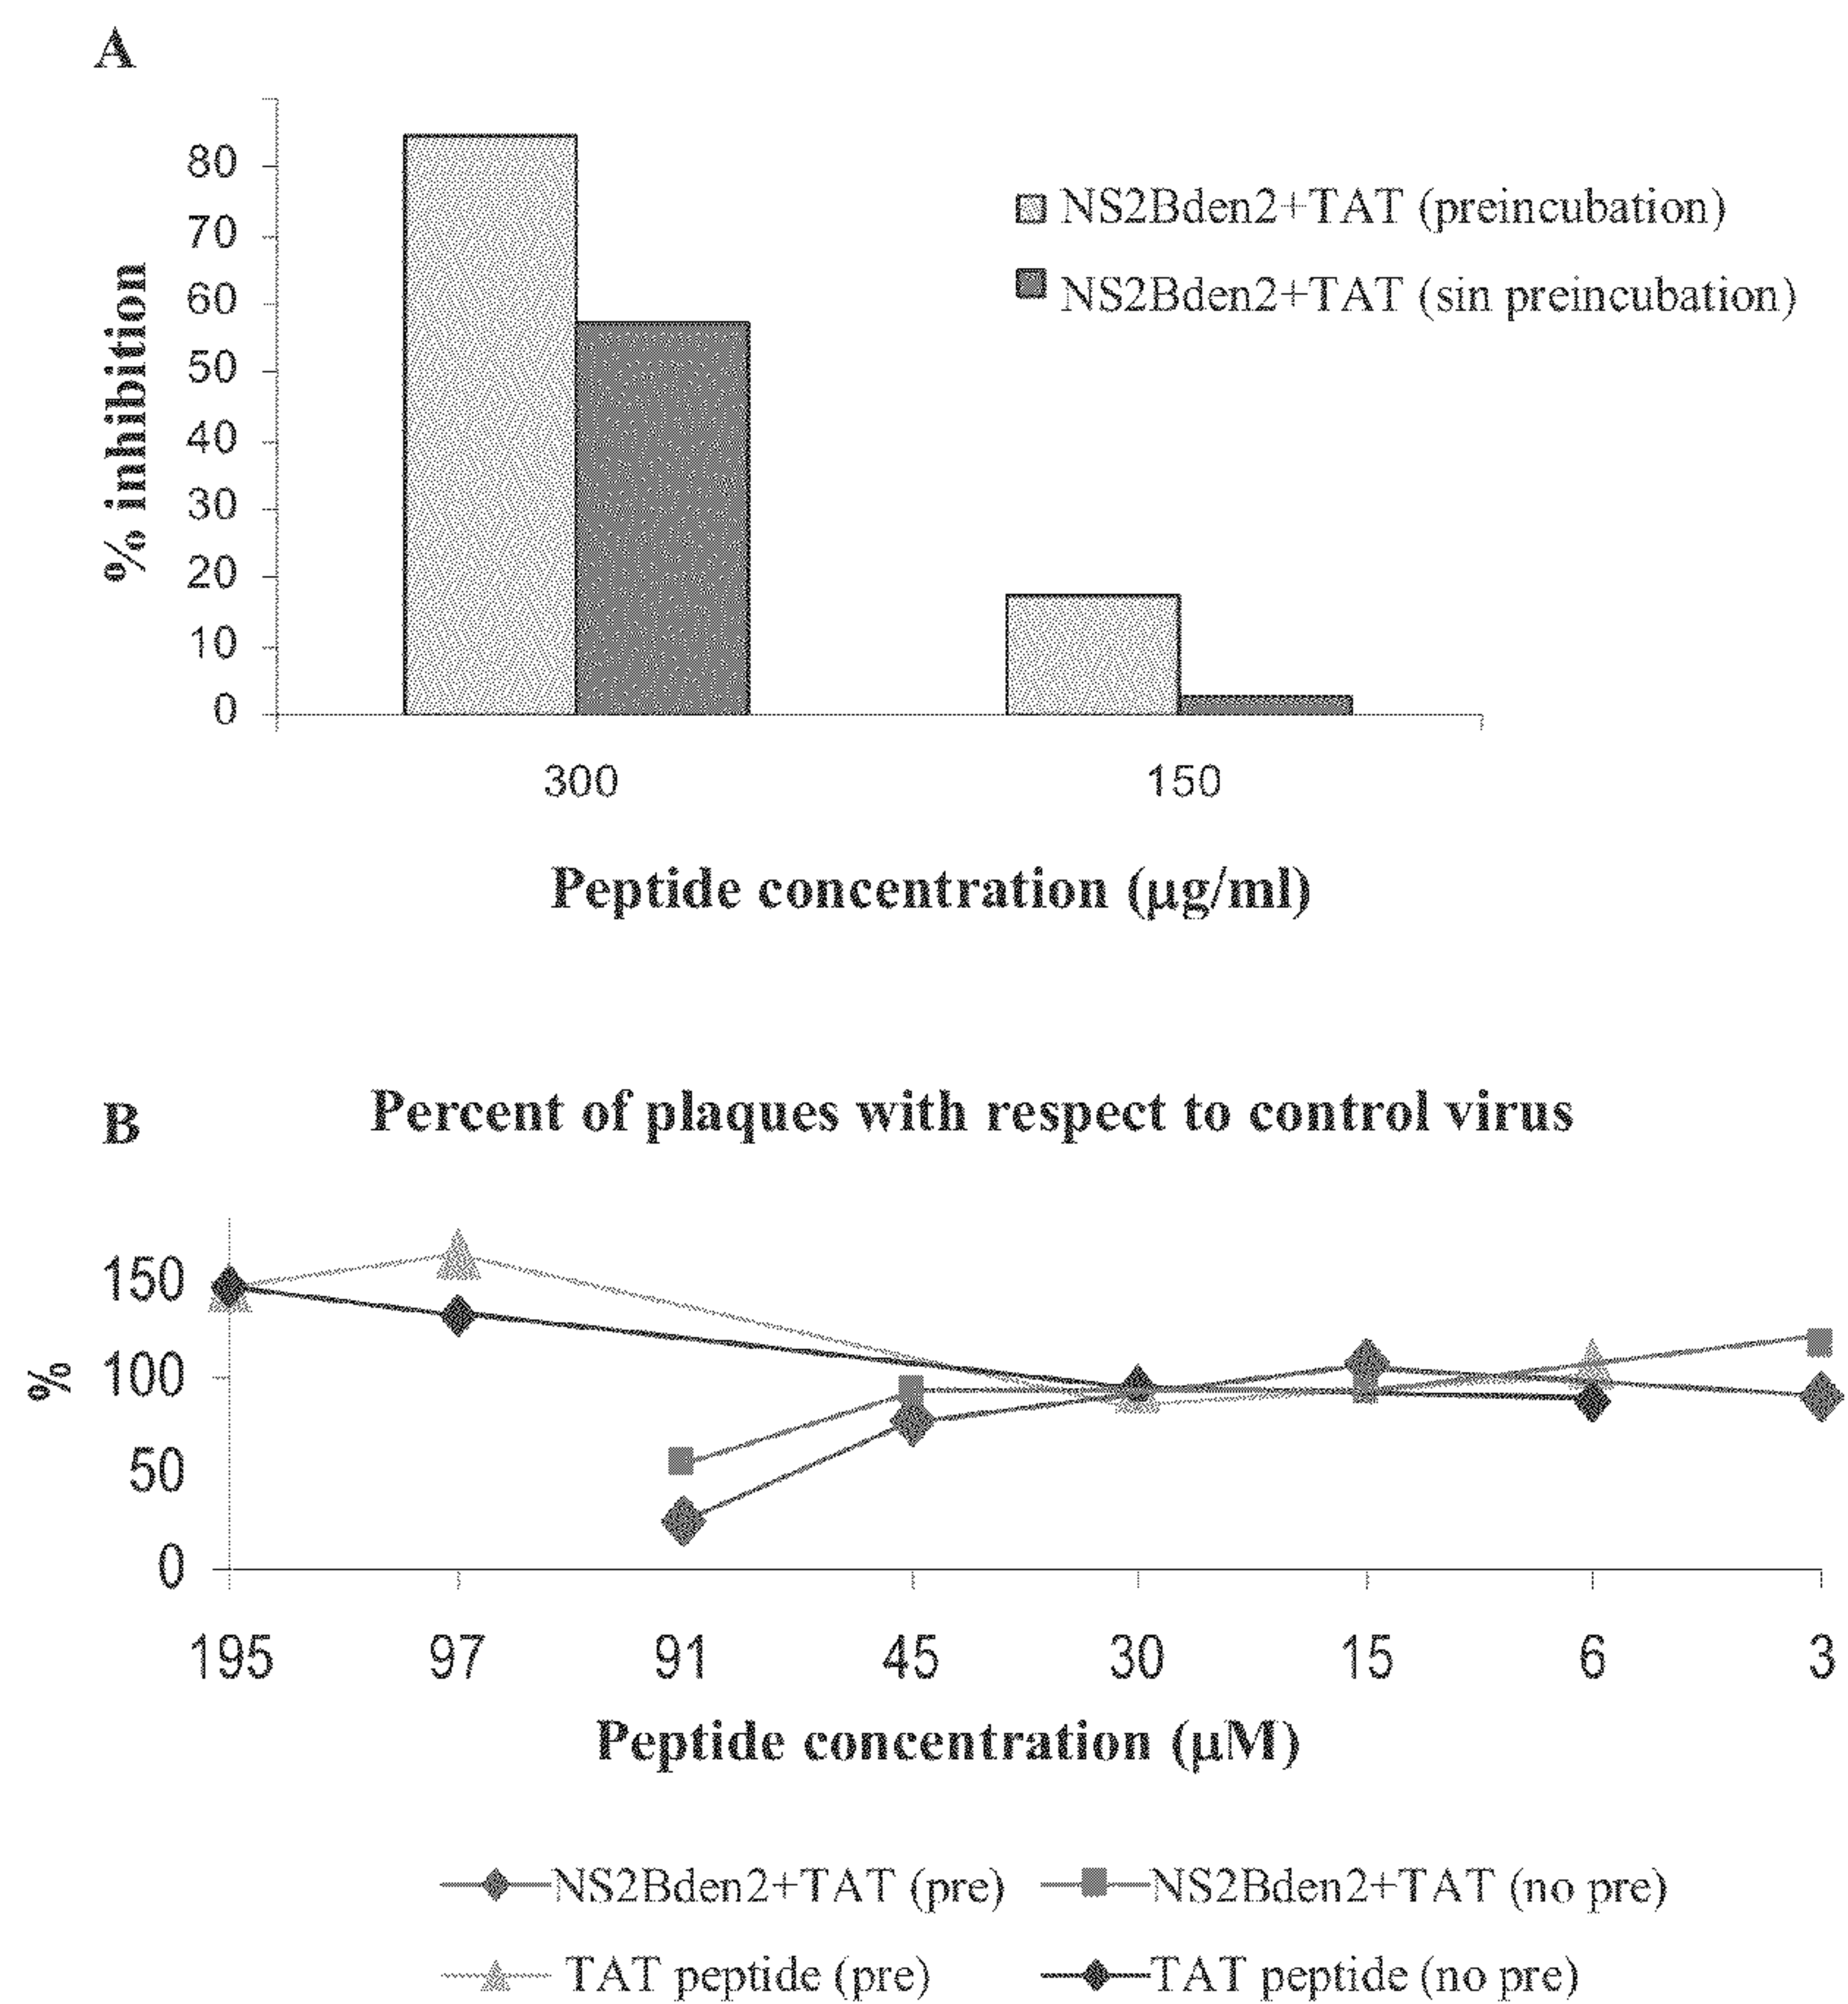 A
80
70
60
50
40
30
20
10
0
% inhibition
NS2Bden2+TAT (preincubation)
NS2Bden2+TAT (sin preincubation)
300 150
Peptide concentration (µg/ml)
B Percent of plaques with respect to control virus
150
100
50
0
%
195 97 91 45 30 15 6 3
Peptide concentration (µM)
NS2Bden2+TAT (pre) NS2Bden2+TAT (no pre)
TAT peptide (pre) TAT peptide (no pre)